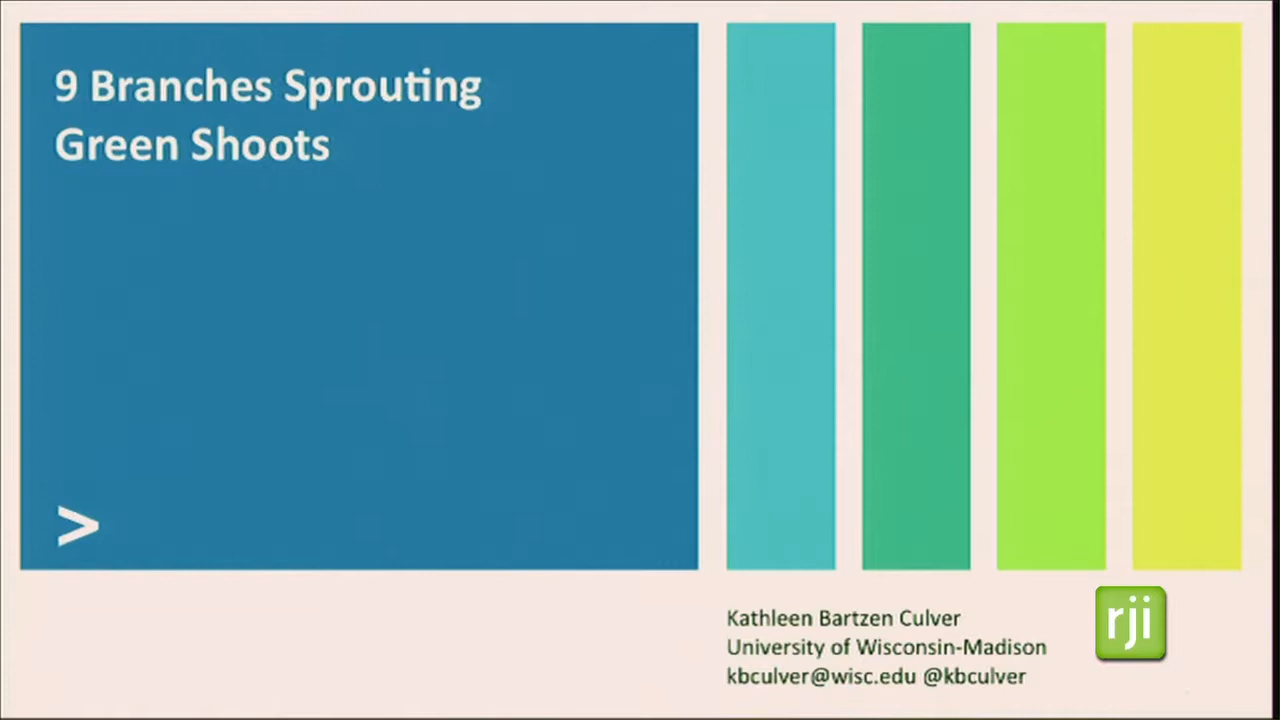 9 Branches Sprouting
Green Shoots
>
Kathleen Bartzen Culver
University of Wisconsin-Madison
kbculver@wisc.edu @kbculver
rji